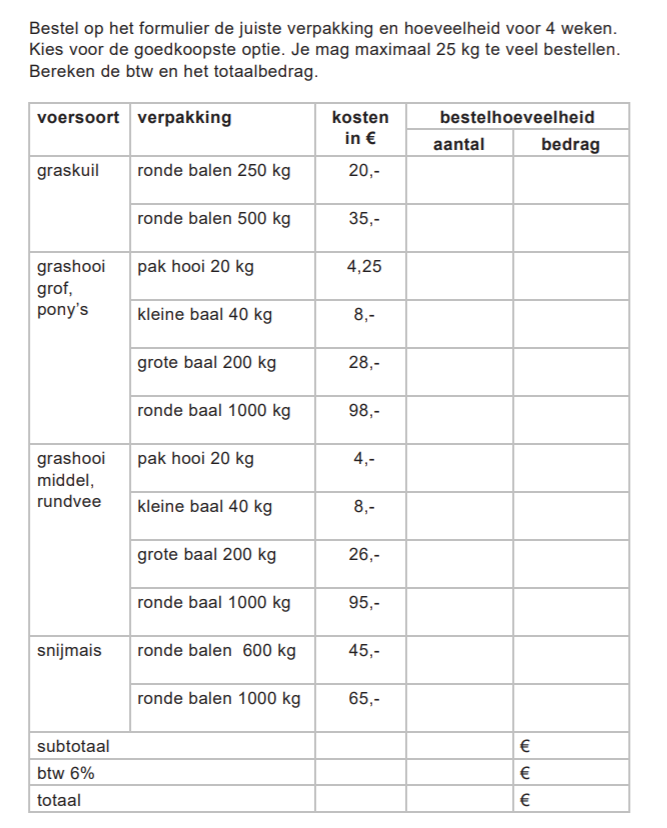 Bestel op het formulier de juiste verpakking en hoeveelheid voor 4 weken.
Kies voor de goedkoopste optie. Je mag maximaal 25 kg te veel bestellen.
Bereken de btw en het totaalbedrag.
voersoort verpakking kosten in € bestelhoeveelheid
aantal bedrag
graskuil ronde balen 250 kg 20,-
ronde balen 500 kg 35,-
grashooi grof, pony’s pak hooi 20 kg 4,25
kleine baal 40 kg 8,-
grote baal 200 kg 28,-
ronde baal 1000 kg 98,-
grashooi middel, rundvee pak hooi 20 kg 4,-
kleine baal 40 kg 8,-
grote baal 200 kg 26,-
ronde baal 1000 kg 95,-
snijmais ronde balen 600 kg 45,-
ronde balen 1000 kg 65,-
subtotaal €
btw 6% €
totaal €